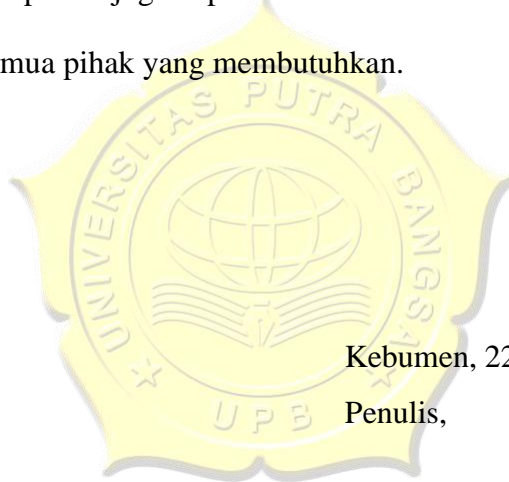 mua pihak yang membutuhkan.
UNIVERSITAS PUTRA BANGSA
Kebumen, 22
Penulis,
UPB